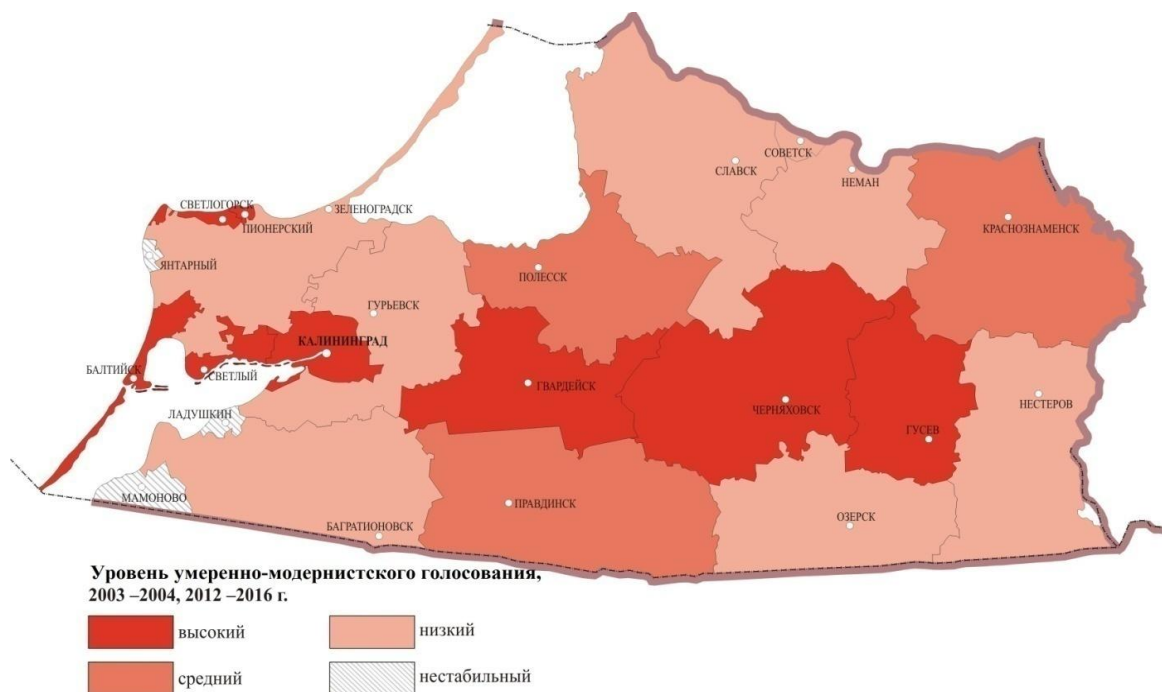 СОВЕТСК
СЛАВСК
НЕМАН
СВЕТЛОГОРСК
ЗЕЛЕНОГРАДСК
ПИОНЕРСКИЙ
КРАСНОЗНАМЕНСК
ЯНТАРНЫЙ
ПОЛЕССК
ГУРЬЕВСК
КАЛИНИНГРАД
БАЛТИЙСК
СВЕТЛЫЙ
ГВАРДЕЙСК
ЧЕРНЯХОВСК
НЕСТЕРОВ
ЛАДУШКИН
ГУСЕВ
МАМОНОВО
ПРАВДИНСК
ОЗЕРСК
БАГРАТИОНОВСК
Уровень умеренно-модернистского голосования,
2003 –2004, 2012 –2016 г.
высокий
низкий
средний
нестабильный